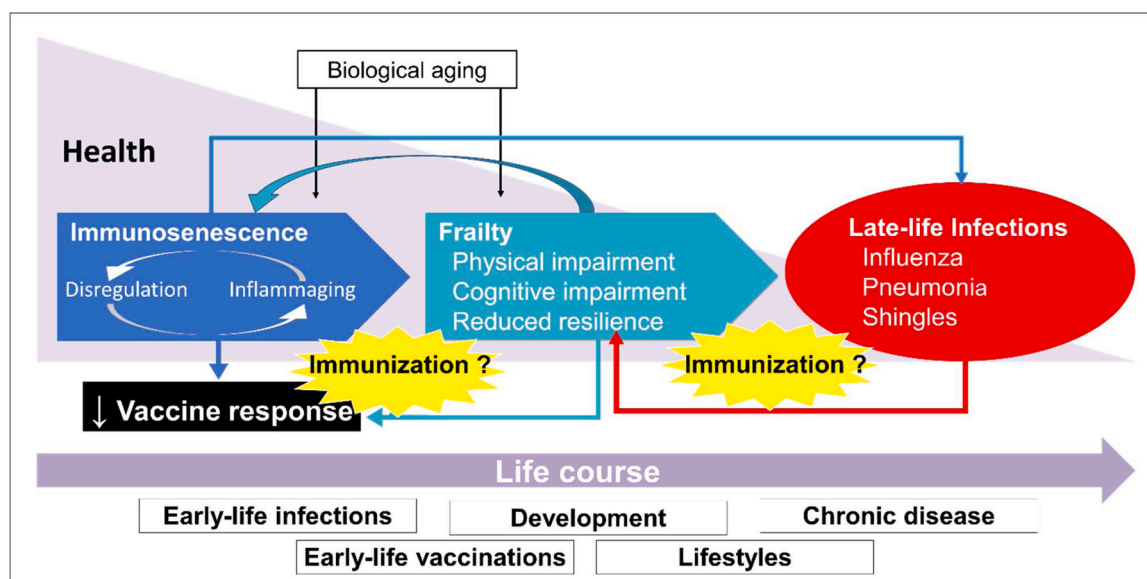 Biological aging
Health
Immunosenescence
Disregulation
Inflammaging
Frailty
Physical impairment
Cognitive impairment
Reduced resilience
Late-life Infections
Influenza
Pneumonia
Shingles
Immunization ?
Immunization ?
↓ Vaccine response
Life course
Early-life infections
Development
Chronic disease
Early-life vaccinations
Lifestyles